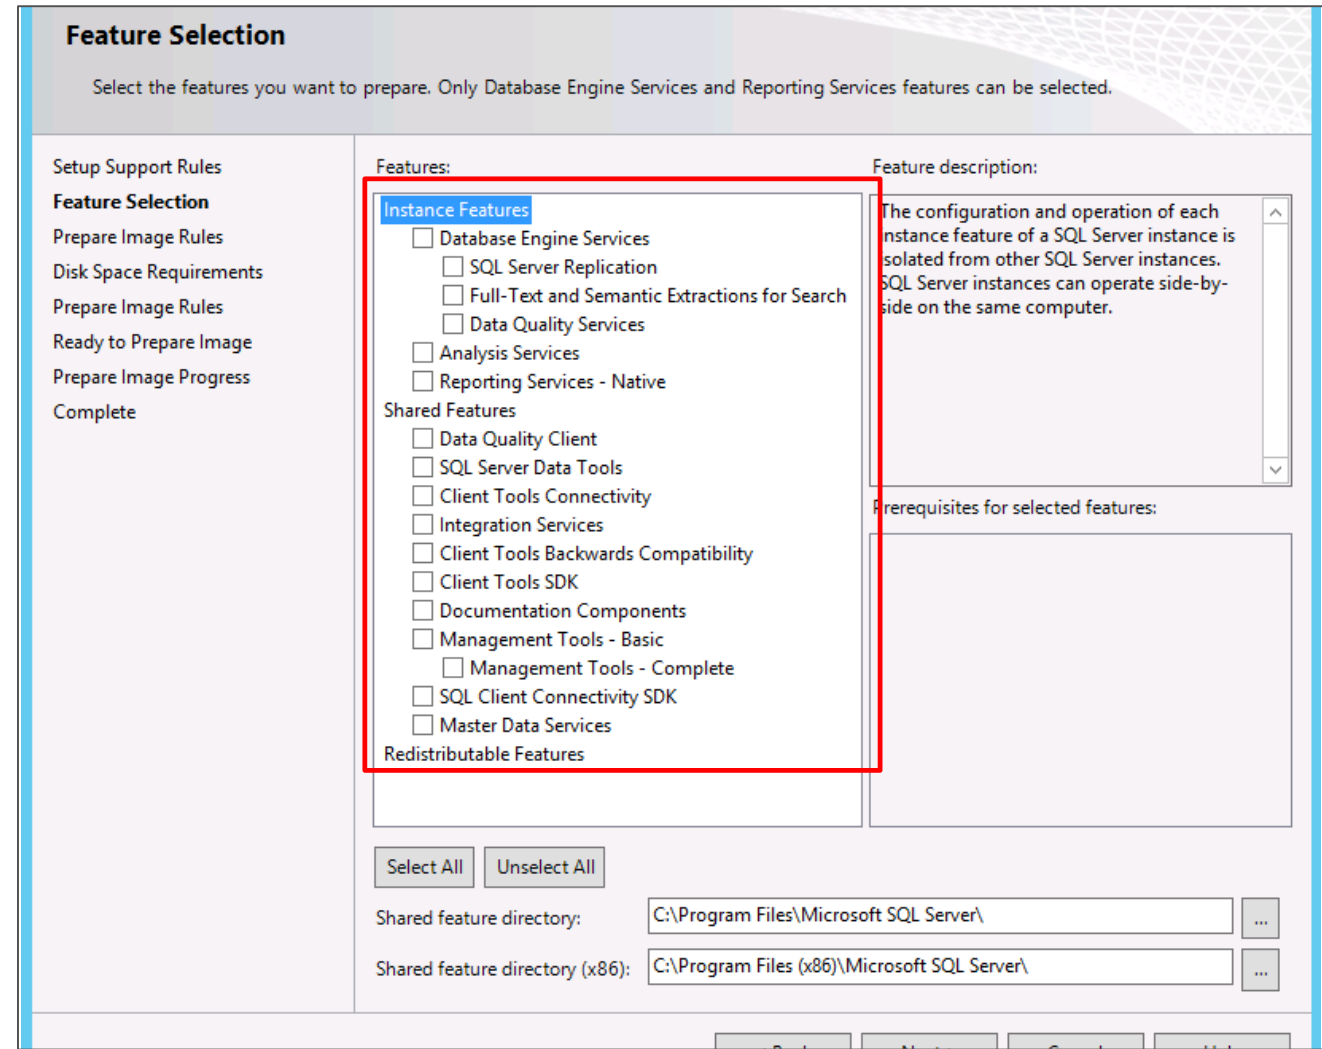 Feature Selection
Select the features you want to prepare. Only Database Engine Services and Reporting Services features can be selected.
Setup Support Rules
Feature Selection
Prepare Image Rules
Disk Space Requirements
Prepare Image Rules
Ready to Prepare Image
Prepare Image Progress
Complete
Features:
Instance Features
Database Engine Services
SQL Server Replication
Full-Text and Semantic Extractions for Search
Data Quality Services
Analysis Services
Reporting Services - Native
Shared Features
Data Quality Client
SQL Server Data Tools
Client Tools Connectivity
Integration Services
Client Tools Backwards Compatibility
Client Tools SDK
Documentation Components
Management Tools - Basic
Management Tools - Complete
SQL Client Connectivity SDK
Master Data Services
Redistributable Features
Feature description:
The configuration and operation of each
instance feature of a SQL Server instance is
isolated from other SQL Server instances.
SQL Server instances can operate side-by-
side on the same computer.
Prerequisites for selected features:
Select All
Unselect All
Shared feature directory:
C:\Program Files\Microsoft SQL Server\
...
Shared feature directory (x86):
C:\Program Files (x86)\Microsoft SQL Server\
...